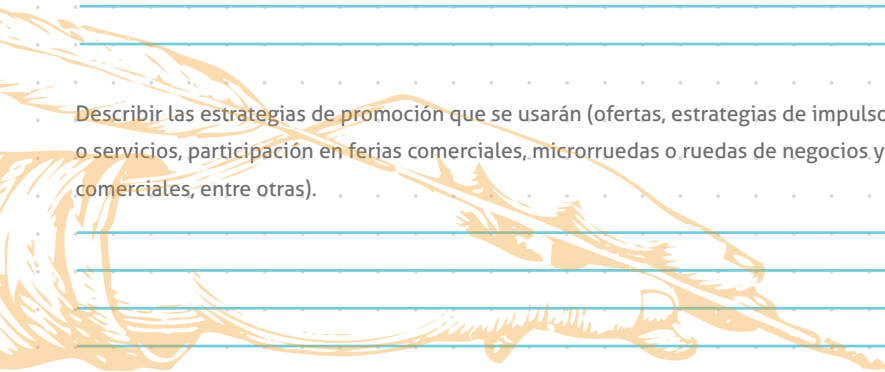 Describir las estrategias de promoción que se usarán (ofertas, estrategias de impulso
o servicios, participación en ferias comerciales, microrruedas o ruedas de negocios y
comerciales, entre otras).